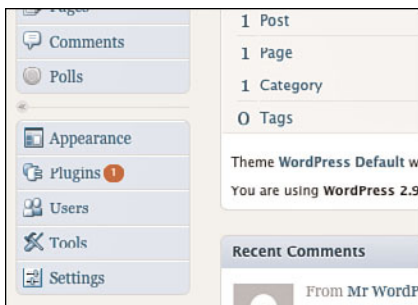 Pages
Comments
Polls
Appearance
Plugins 1
Users
Tools
Settings
1 Post
1 Page
1 Category
0 Tags
Theme WordPress Default w
You are using WordPress 2.9
Recent Comments
From Mr WordP